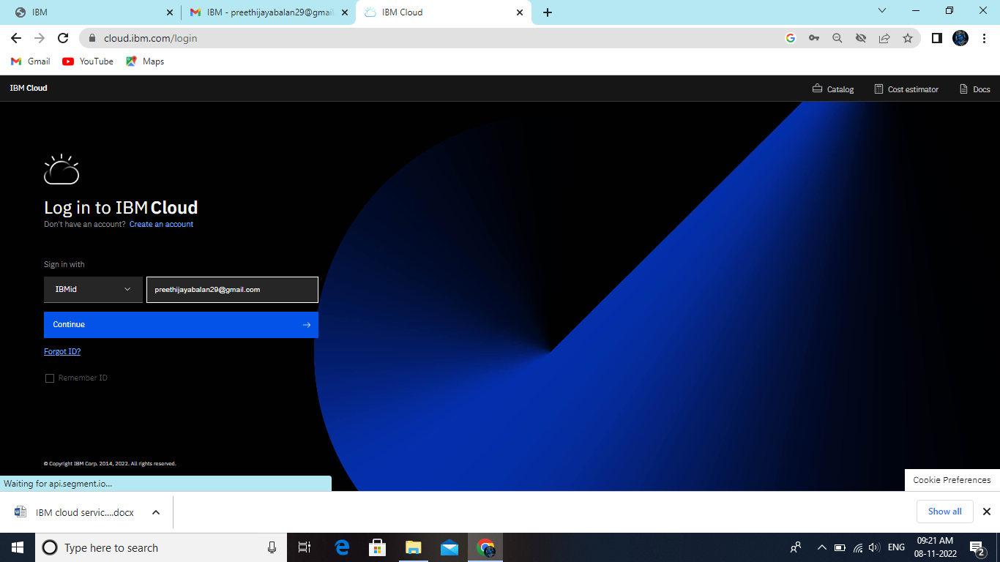 IBM
IBM - preethijayabalan29@gmail.
IBM Cloud
cloud.ibm.com/login
Gmail
YouTube
Maps
IBM Cloud
Catalog
Cost estimator
Docs
Log in to IBM Cloud
Don't have an account? Create an account
Sign in with
IBMid
preethijayabalan29@gmail.com
Continue
Forgot ID?
Remember ID
© Copyright IBM Corp. 2014, 2022. All rights reserved.
Cookie Preferences
Waiting for api.segment.io...
IBM cloud servic....docx
Show all
Type here to search
ENG
09:21 AM
08-11-2022
2